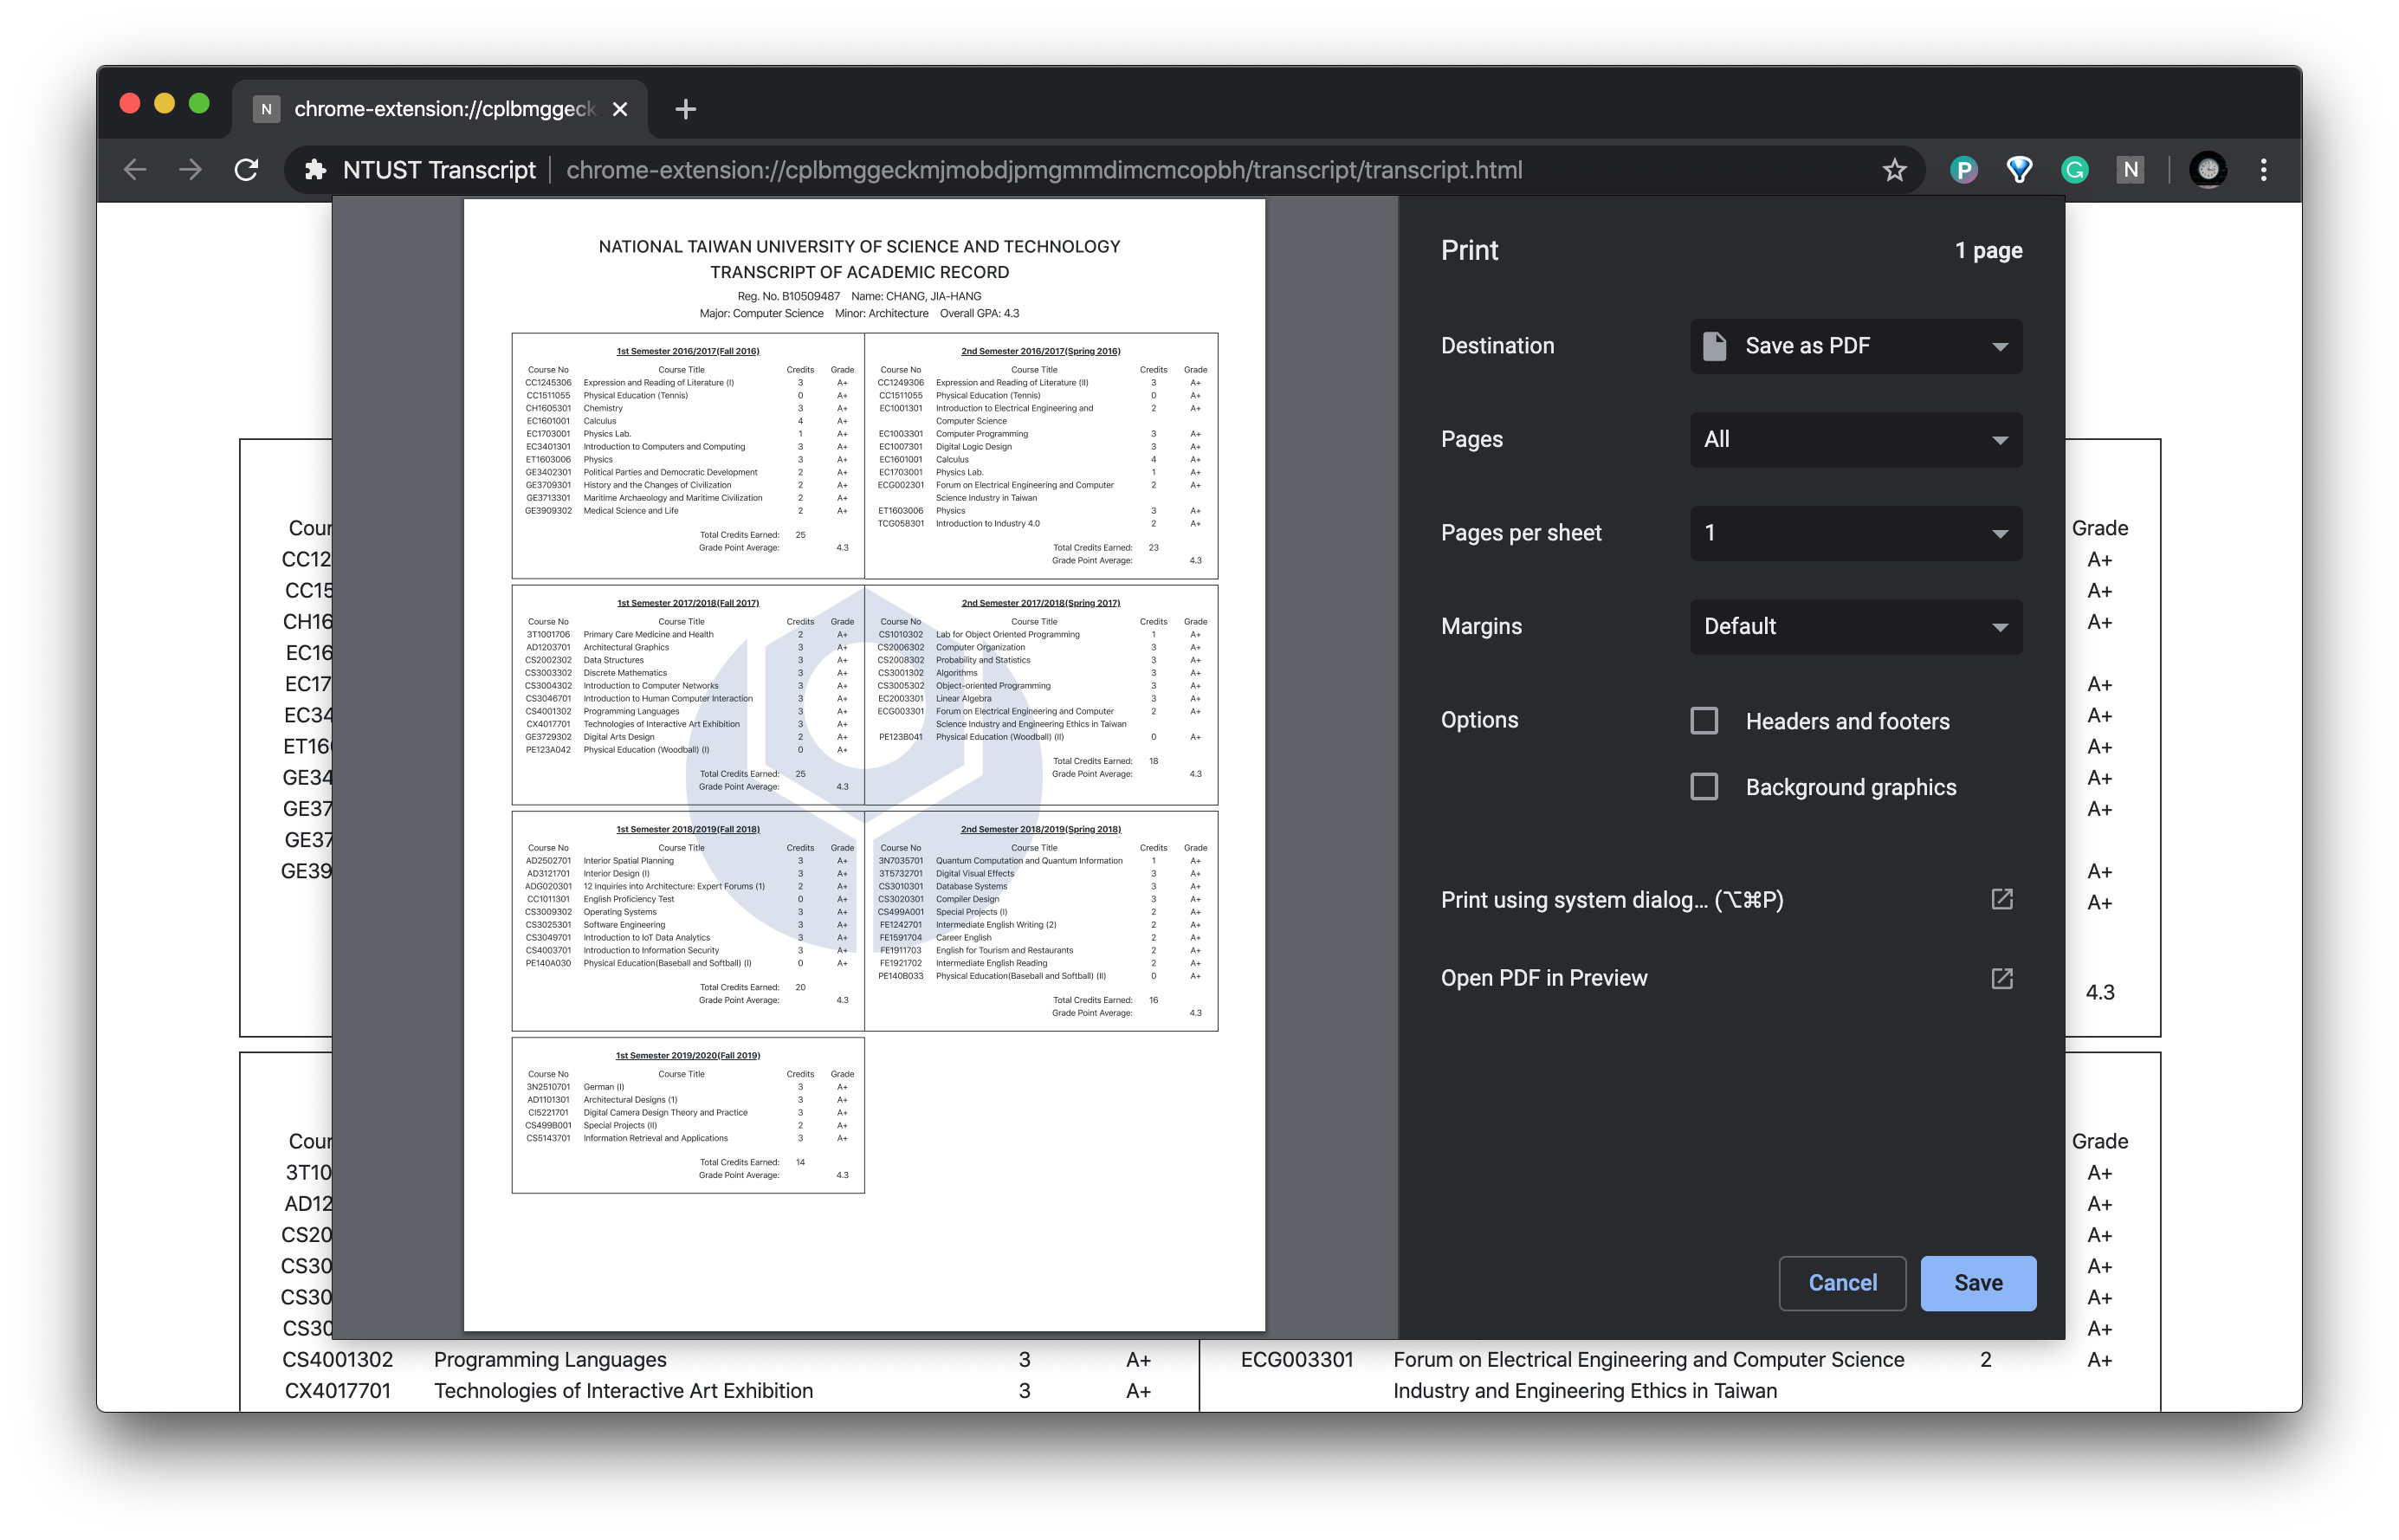 N chrome-extension://cplbmggeck
NTUST Transcript chrome-extension://cplbmggeckmjmobdjpmgmmdimcmcopbh/transcript/transcript.html P G N
NATIONAL TAIWAN UNIVERSITY OF SCIENCE AND TECHNOLOGY
TRANSCRIPT OF ACADEMIC RECORD
Reg. No. B10509487 Name: CHANG, JIA-HANG
Major: Computer Science Minor: Architecture Overall GPA: 4.3
1st Semester 2016/2017(Fall 2016)
Course No Course Title Credits Grade
CC1245306 Expression and Reading of Literature (I) 3 A+
CC1511055 Physical Education (Tennis) 0 A+
CH1605301 Chemistry 3 A+
EC1601001 Calculus 4 A+
EC1703001 Physics Lab. 1 A+
EC3401301 Introduction to Computers and Computing 3 A+
ET1603006 Physics 3 A+
GE3402301 Political Parties and Democratic Development 2 A+
GE3709301 History and the Changes of Civilization 2 A+
GE3713301 Maritime Archaeology and Maritime Civilization 2 A+
GE3909302 Medical Science and Life 2 A+
Total Credits Earned: 25
Grade Point Average: 4.3
2nd Semester 2016/2017(Spring 2016)
Course No Course Title Credits Grade
CC1249306 Expression and Reading of Literature (II) 3 A+
CC1511055 Physical Education (Tennis) 0 A+
EC1001301 Introduction to Electrical Engineering and 2 A+
Computer Science
EC1003301 Computer Programming 3 A+
EC1007301 Digital Logic Design 3 A+
EC1601001 Calculus 4 A+
EC1703001 Physics Lab. 1 A+
ECG002301 Forum on Electrical Engineering and Computer 2 A+
Science Industry in Taiwan
ET1603006 Physics 3 A+
TCG058301 Introduction to Industry 4.0 2 A+
Total Credits Earned: 23
Grade Point Average: 4.3
1st Semester 2017/2018(Fall 2017)
Course No Course Title Credits Grade
3T1001706 Primary Care Medicine and Health 2 A+
AD1203701 Architectural Graphics 3 A+
CS2002302 Data Structures 3 A+
CS3003302 Discrete Mathematics 3 A+
CS3004302 Introduction to Computer Networks 3 A+
CS3046701 Introduction to Human Computer Interaction 3 A+
CS4001302 Programming Languages 3 A+
CX4017701 Technologies of Interactive Art Exhibition 3 A+
GE3729302 Digital Arts Design 2 A+
PE123A042 Physical Education (Woodball) (I) 0 A+
Total Credits Earned: 25
Grade Point Average: 4.3
2nd Semester 2017/2018(Spring 2017)
Course No Course Title Credits Grade
CS1010302 Lab for Object Oriented Programming 1 A+
CS2006302 Computer Organization 3 A+
CS2008302 Probability and Statistics 3 A+
CS3001302 Algorithms 3 A+
CS3005302 Object-oriented Programming 3 A+
EC2003301 Linear Algebra 3 A+
ECG003301 Forum on Electrical Engineering and Computer 2 A+
Science Industry and Engineering Ethics in Taiwan
PE123B041 Physical Education (Woodball) (II) 0 A+
Total Credits Earned: 18
Grade Point Average: 4.3
1st Semester 2018/2019(Fall 2018)
Course No Course Title Credits Grade
AD2502701 Interior Spatial Planning 3 A+
AD3121701 Interior Design (I) 3 A+
ADG020301 12 Inquiries into Architecture: Expert Forums (1) 2 A+
CC1011301 English Proficiency Test 0 A+
CS3009302 Operating Systems 3 A+
CS3025301 Software Engineering 3 A+
CS3049701 Introduction to IoT Data Analytics 3 A+
CS4003701 Introduction to Information Security 3 A+
PE140A030 Physical Education(Baseball and Softball) (I) 0 A+
Total Credits Earned: 20
Grade Point Average: 4.3
2nd Semester 2018/2019(Spring 2018)
Course No Course Title Credits Grade
3N7035701 Quantum Computation and Quantum Information 1 A+
3T5732701 Digital Visual Effects 3 A+
CS3010301 Database Systems 3 A+
CS3020301 Compiler Design 3 A+
CS499A001 Special Projects (I) 2 A+
FE1242701 Intermediate English Writing (2) 2 A+
FE1591704 Career English 2 A+
FE1911703 English for Tourism and Restaurants 2 A+
FE1921702 Intermediate English Reading 2 A+
PE140B033 Physical Education(Baseball and Softball) (II) 0 A+
Total Credits Earned: 16
Grade Point Average: 4.3
1st Semester 2019/2020(Fall 2019)
Course No Course Title Credits Grade
3N2510701 German (I) 3 A+
AD1101301 Architectural Designs (1) 3 A+
CI5221701 Digital Camera Design Theory and Practice 3 A+
CS499B001 Special Projects (II) 2 A+
CS5143701 Information Retrieval and Applications 3 A+
Total Credits Earned: 14
Grade Point Average: 4.3
Print 1 page
Destination Save as PDF
Pages All
Pages per sheet 1
Margins Default
Options Headers and footers
Background graphics
Print using system dialog... (⌥⌘P)
Open PDF in Preview
Cancel Save
Cour
CC12
CC15
CH16
EC16
EC17
EC34
ET16
GE34
GE37
GE37
GE39
Grade
A+
A+
A+
A+
A+
A+
A+
A+
A+
A+
4.3
Cour
3T10
AD12
CS20
CS30
CS30
CS30
Grade
A+
A+
A+
A+
A+
A+
CS4001302 Programming Languages 3 A+ ECG003301 Forum on Electrical Engineering and Computer Science 2 A+
CX4017701 Technologies of Interactive Art Exhibition 3 A+ Industry and Engineering Ethics in Taiwan